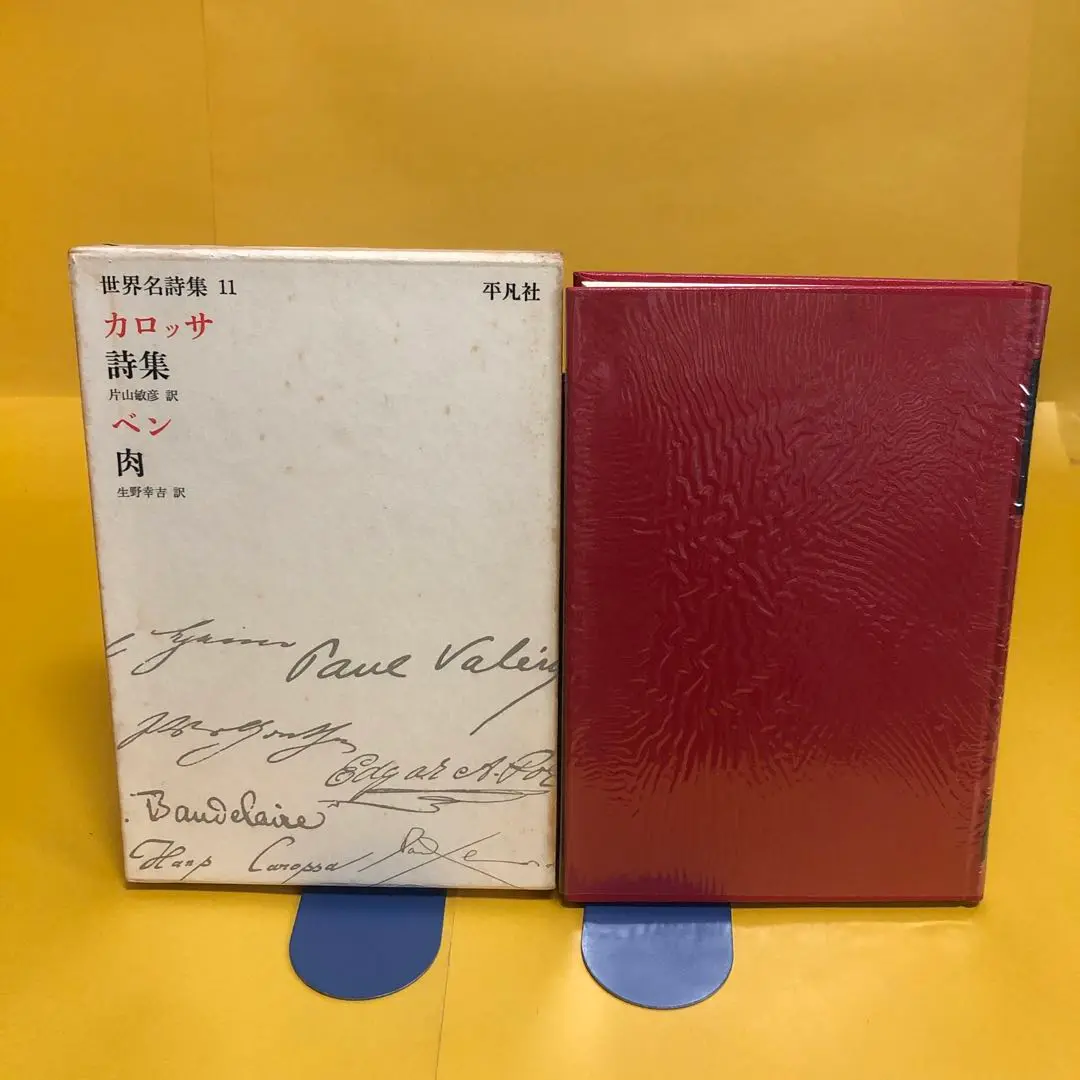 世界名詩集 11
平凡社
カロッサ
詩集
片山敏彦 訳
ベン
肉
生野幸吉 訳
Paul Valéry
Edgar A. Poe
Baudelaire
Hans Carossa